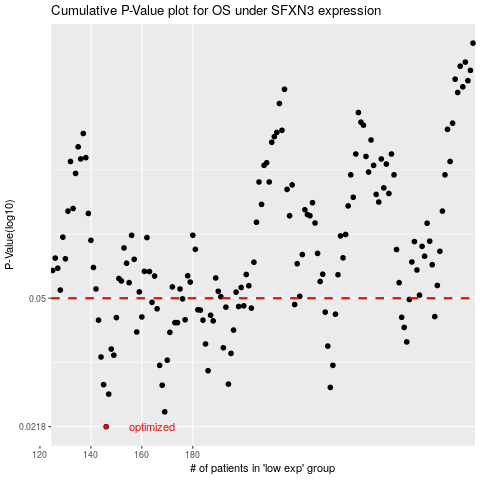 Cumulative P-Value plot for OS under SFXN3 expression
P-Value(log10)
0.05
0.0218
optimized
120 140 160 180
# of patients in 'low exp' group